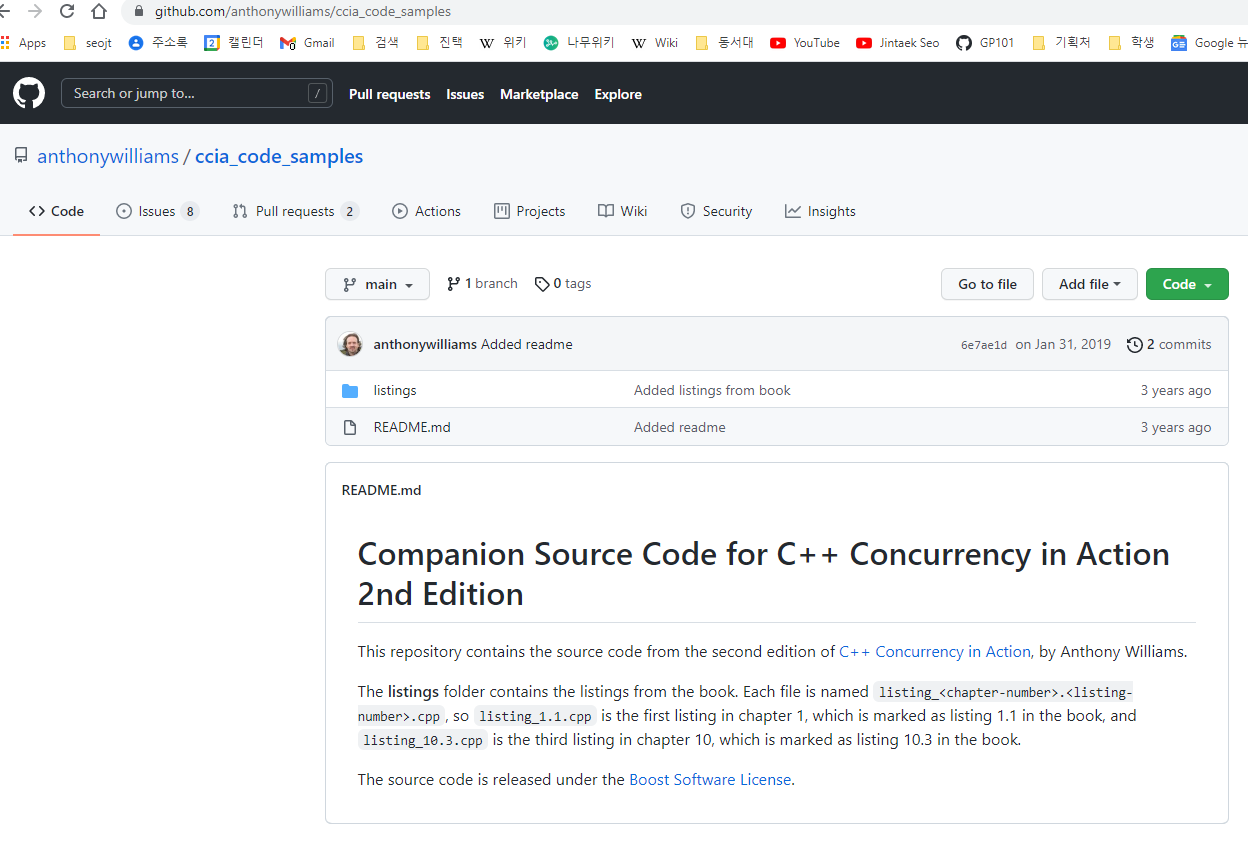 github.com/anthonywilliams/ccia_code_samples
Apps seojt 주소록 캘린더 Gmail 검색 진택 위키 나무위키 Wiki 동서대 YouTube Jintaek Seo GP101 기획처 학생 Google 뉴
Search or jump to... / Pull requests Issues Marketplace Explore
anthonywilliams / ccia_code_samples
Code Issues 8 Pull requests 2 Actions Projects Wiki Security Insights
main 1 branch 0 tags Go to file Add file Code
anthonywilliams Added readme 6e7ae1d on Jan 31, 2019 2 commits
listings Added listings from book 3 years ago
README.md Added readme 3 years ago
README.md
Companion Source Code for C++ Concurrency in Action
2nd Edition
This repository contains the source code from the second edition of C++ Concurrency in Action, by Anthony Williams.
The listings folder contains the listings from the book. Each file is named listing_<chapter-number>.<listing-
number>.cpp, so listing_1.1.cpp is the first listing in chapter 1, which is marked as listing 1.1 in the book, and
listing_10.3.cpp is the third listing in chapter 10, which is marked as listing 10.3 in the book.
The source code is released under the Boost Software License.